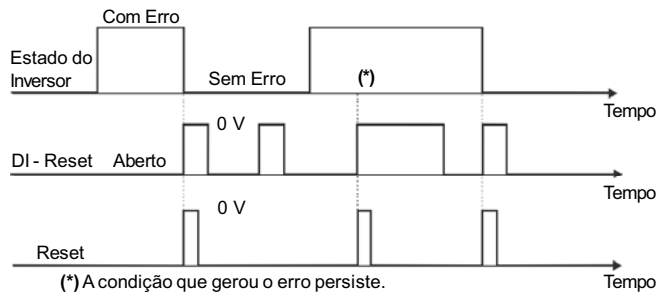 Com Erro
Estado do
Inversor
Sem Erro
(*)
Tempo
0 V
DI - Reset
Aberto
Tempo
0 V
Reset
Tempo
(*) A condição que gerou o erro persiste.